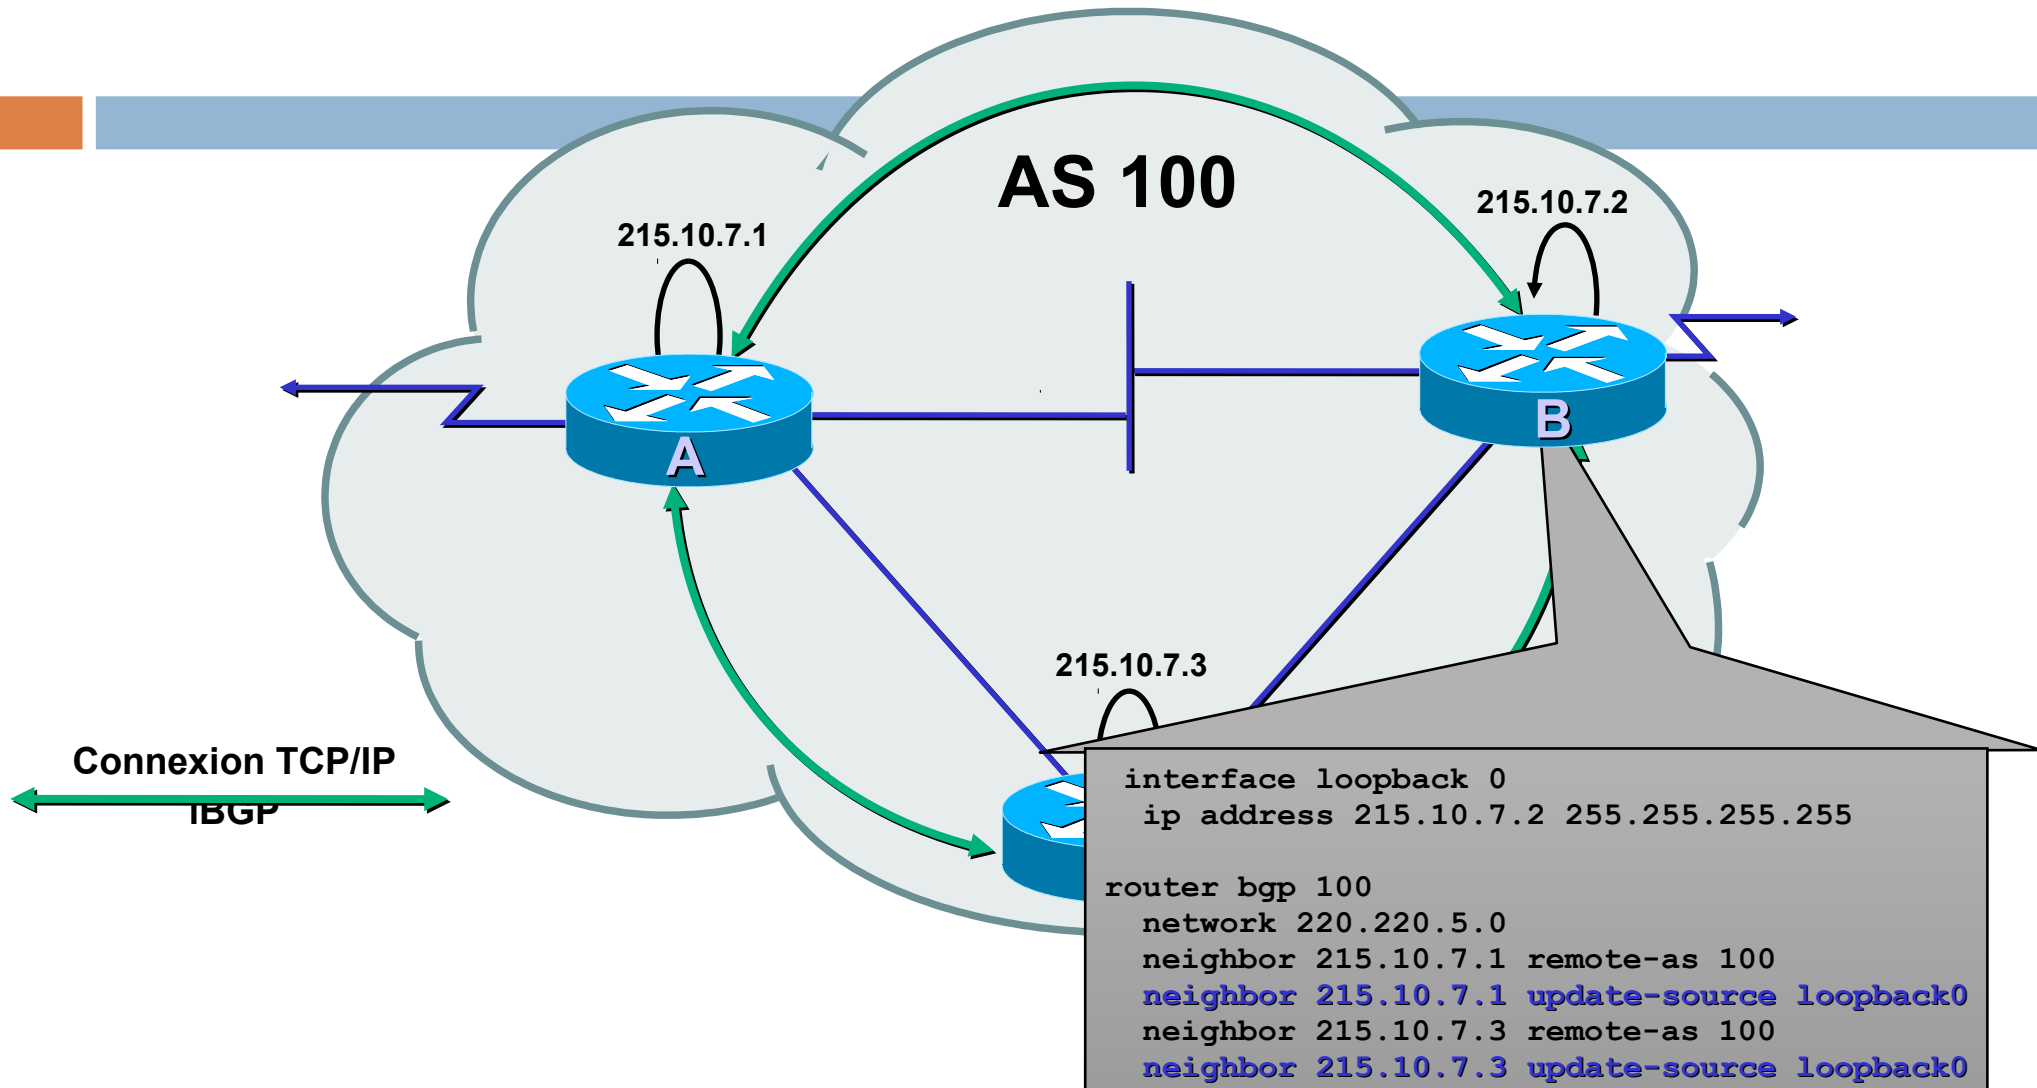 AS 100
215.10.7.2
215.10.7.1
B
A
215.10.7.3
Connexion TCP/IP
IBGP
interface loopback 0
ip address 215.10.7.2 255.255.255.255
router bgp 100
network 220.220.5.0
neighbor 215.10.7.1 remote-as 100
neighbor 215.10.7.1 update-source loopback0
neighbor 215.10.7.3 remote-as 100
neighbor 215.10.7.3 update-source loopback0